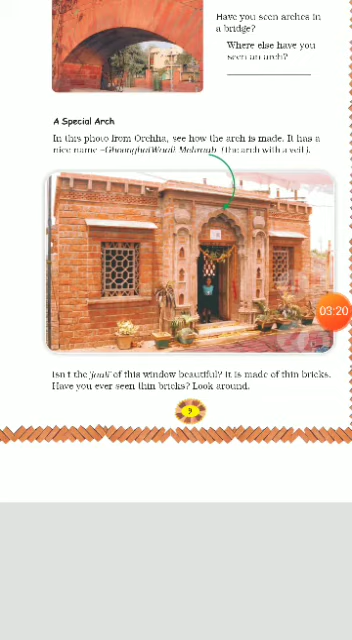 Have you seen arches in
a bridge?
Where else have you
seen an arch?
A Special Arch
In this photo from Orchha, see how the arch is made. It has a
nice name –Ghoonghat Waali Mehraab (the arch with a veil).
03:20
Isn't the 'jaali' of this window beautiful? It is made of thin bricks.
Have you ever seen thin bricks? Look around.
9